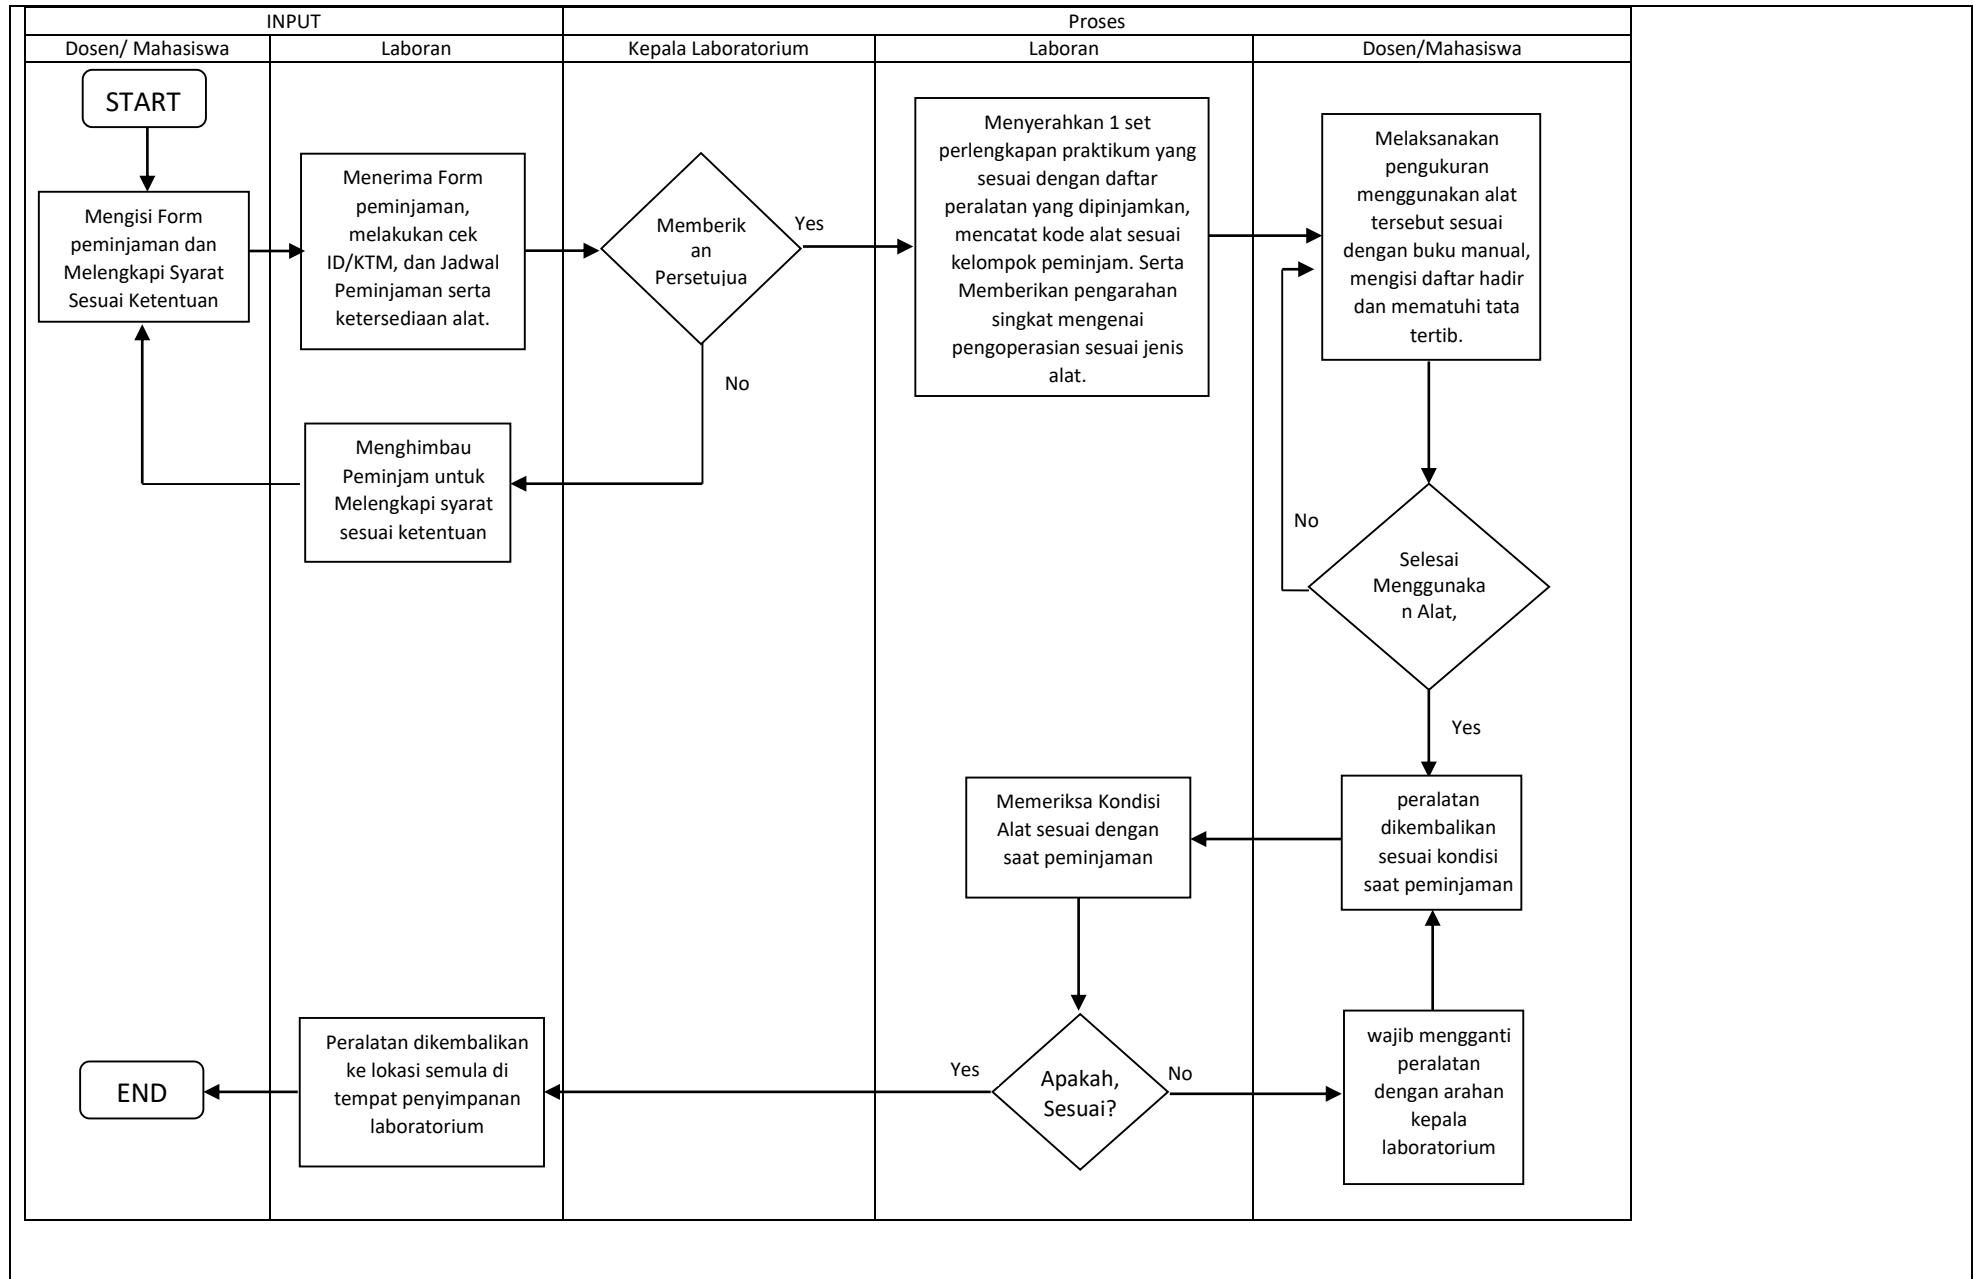 INPUT
Proses
Dosen/ Mahasiswa
Laboran
Kepala Laboratorium
Laboran
Dosen/Mahasiswa
START
Mengisi Form
peminjaman dan
Melengkapi Syarat
Sesuai Ketentuan
Menerima Form
peminjaman,
melakukan cek
ID/KTM, dan Jadwal
Peminjaman serta
ketersediaan alat.
Memberik
an
Persetujua
Yes
No
Menghimbau
Peminjam untuk
Melengkapi syarat
sesuai ketentuan
Menyerahkan 1 set
perlengkapan praktikum yang
sesuai dengan daftar
peralatan yang dipinjamkan,
mencatat kode alat sesuai
kelompok peminjam. Serta
Memberikan pengarahan
singkat mengenai
pengoperasian sesuai jenis
alat.
Melaksanakan
pengukuran
menggunakan alat
tersebut sesuai
dengan buku manual,
mengisi daftar hadir
dan mematuhi tata
tertib.
No
Selesai
Menggunaka
n Alat,
Yes
peralatan
dikembalikan
sesuai kondisi
saat peminjaman
Memeriksa Kondisi
Alat sesuai dengan
saat peminjaman
Apakah,
Sesuai?
No
wajib mengganti
peralatan
dengan arahan
kepala
laboratorium
Yes
Peralatan dikembalikan
ke lokasi semula di
tempat penyimpanan
laboratorium
END